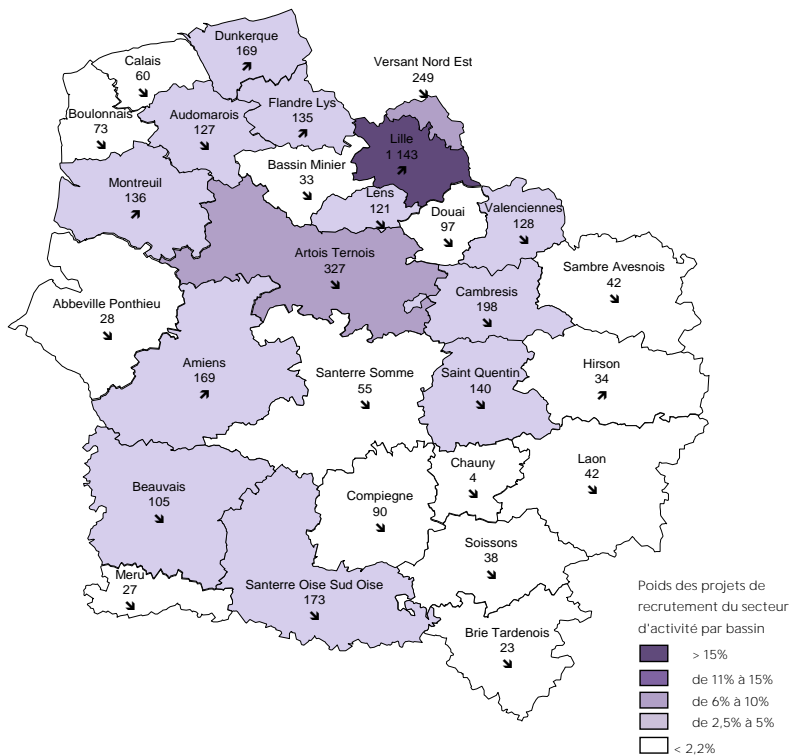 Dunkerque
169
Calais
60
Versant Nord Est
249
Boulonnais
73
Audomarois
127
Flandre Lys
135
Lille
1 143
Bassin Minier
33
Montreuil
136
Lens
121
Douai
97
Valenciennes
128
Artois Ternois
327
Sambre Avesnois
42
Abbeville Ponthieu
28
Cambresis
198
Amiens
169
Santerre Somme
55
Saint Quentin
140
Hirson
34
Beauvais
105
Compiegne
90
Chauny
4
Laon
42
Soissons
38
Meru
27
Santerre Oise Sud Oise
173
Brie Tardenois
23
Poids des projets de
recrutement du secteur
d'activité par bassin
> 15%
de 11% à 15%
de 6% à 10%
de 2,5% à 5%
< 2,2%